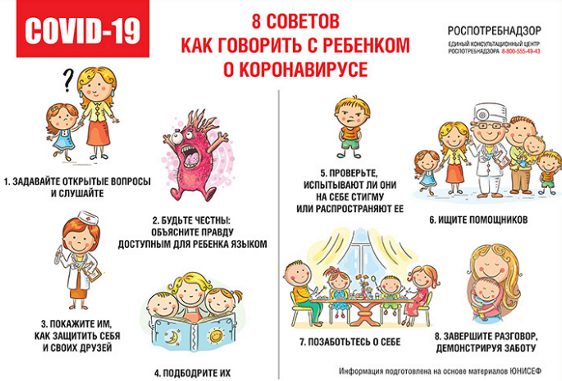 COVID-19
8 СОВЕТОВ
КАК ГОВОРИТЬ С РЕБЕНКОМ
О КОРОНАВИРУСЕ
РОСПОТРЕБНАДЗОР
ЕДИНЫЙ КОНСУЛЬТАЦИОННЫЙ ЦЕНТР
РОСПОТРЕБНАДЗОРА 8-800-555-49-43
?
1. ЗАДАВАЙТЕ ОТКРЫТЫЕ ВОПРОСЫ
И СЛУШАЙТЕ
2. БУДЬТЕ ЧЕСТНЫ:
ОБЪЯСНИТЕ ПРАВДУ
ДОСТУПНЫМ ДЛЯ РЕБЕНКА ЯЗЫКОМ
3. ПОКАЖИТЕ ИМ,
КАК ЗАЩИТИТЬ СЕБЯ
И СВОИХ ДРУЗЕЙ
4. ПОДБОДРИТЕ ИХ
5. ПРОВЕРЬТЕ,
ИСПЫТЫВАЮТ ЛИ ОНИ
НА СЕБЕ СТИГМУ
ИЛИ РАСПРОСТРАНЯЮТ ЕЕ
6. ИЩИТЕ ПОМОЩНИКОВ
7. ПОЗАБОТЬТЕСЬ О СЕБЕ
8. ЗАВЕРШИТЕ РАЗГОВОР,
ДЕМОНСТРИРУЯ ЗАБОТУ
Информация подготовлена на основе материалов ЮНИСЕФ